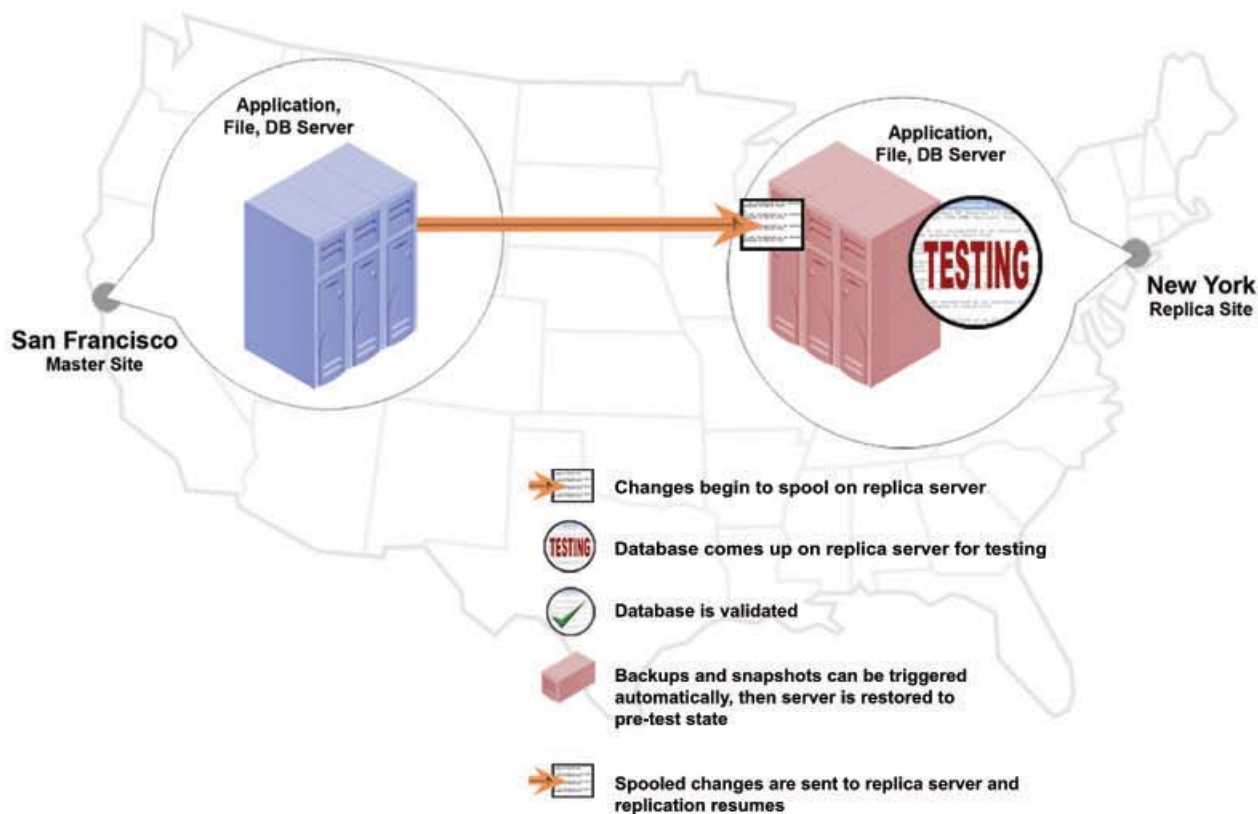 Application,
File, DB Server
Application,
File, DB Server
TESTING
San Francisco
Master Site
New York
Replica Site
Changes begin to spool on replica server
TESTING
Database comes up on replica server for testing
Database is validated
Backups and snapshots can be triggered
automatically, then server is restored to
pre-test state
Spooled changes are sent to replica server and
replication resumes